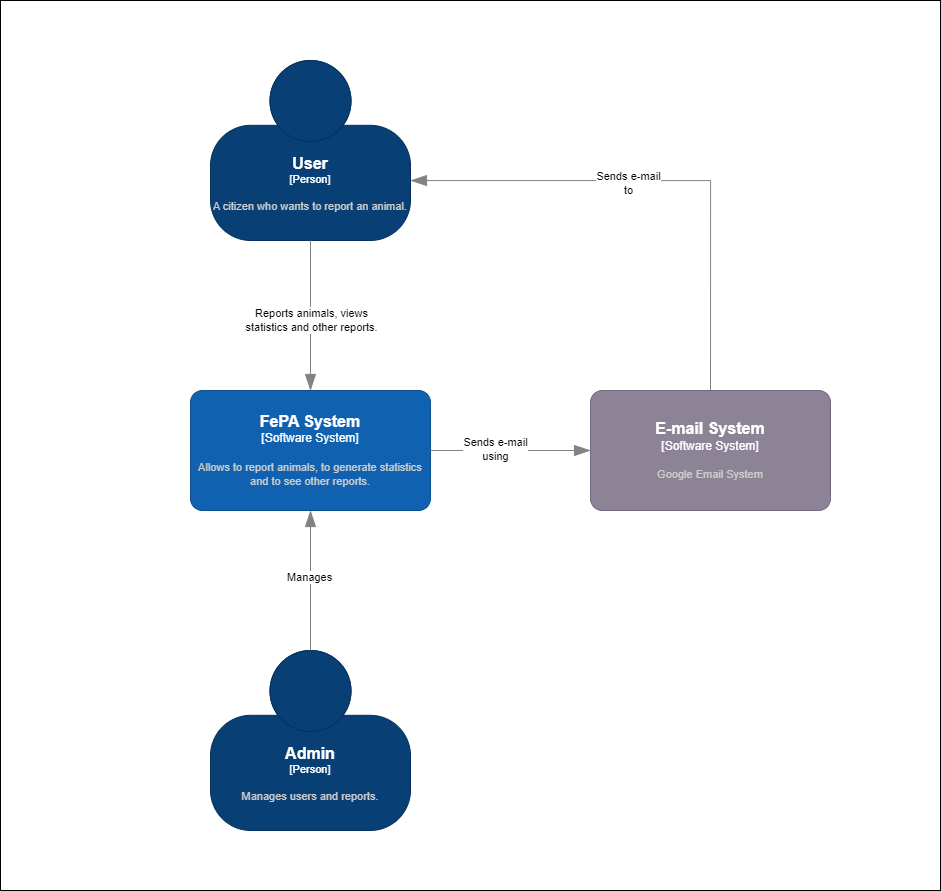 User
[Person]
A citizen who wants to report an animal.
Sends e-mail
to
Reports animals, views
statistics and other reports.
FePA System
[Software System]
Allows to report animals, to generate statistics
and to see other reports.
Sends e-mail
using
E-mail System
[Software System]
Google Email System
Manages
Admin
[Person]
Manages users and reports.